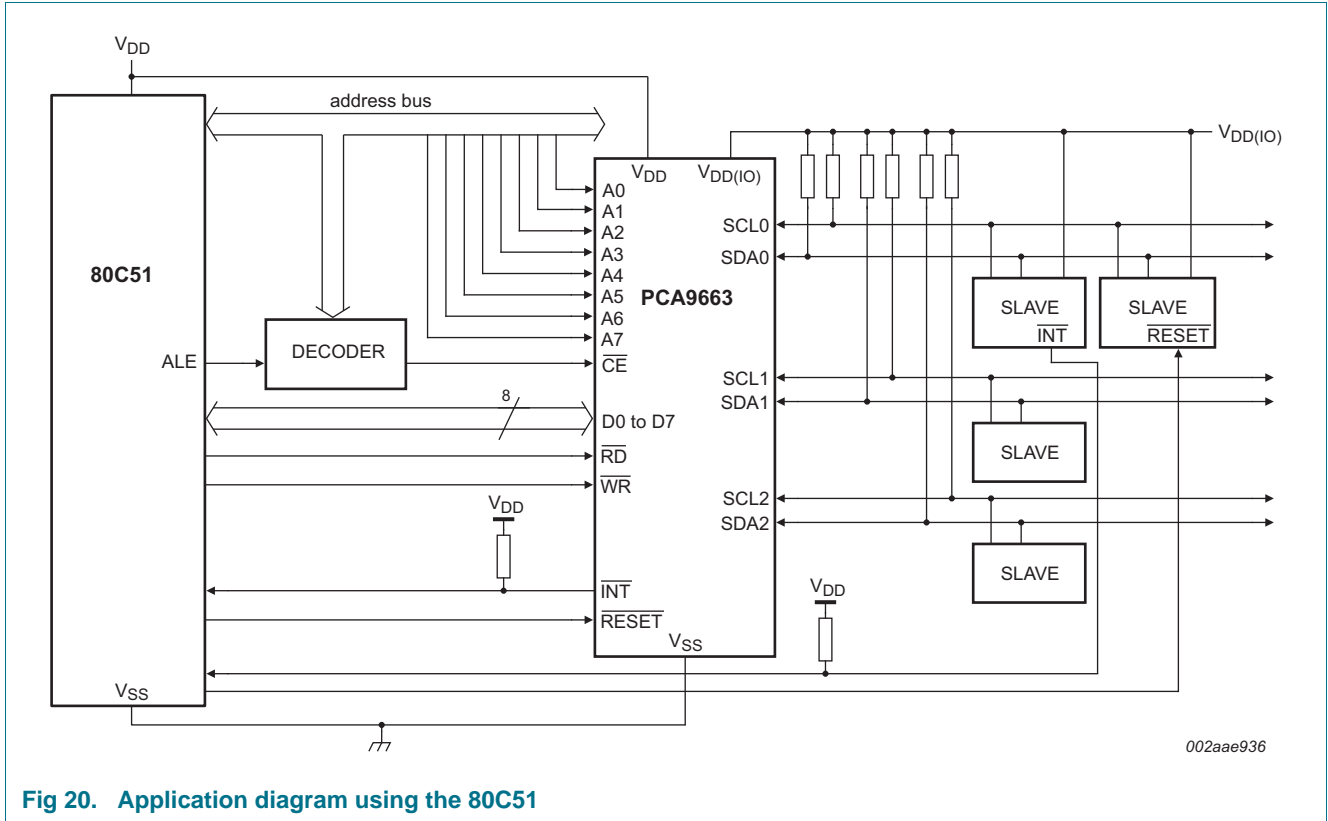 VDD
address bus
VDD
VDD(IO)
VDD(IO)
A0
A1
A2
A3
A4
A5
A6
A7
CE
80C51
PCA9663
ALE
DECODER
8
D0 to D7
RD
WR
VDD
INT
RESET
VSS
VSS
SCL0
SDA0
SLAVE
INT
SLAVE
RESET
SCL1
SDA1
SLAVE
SCL2
SDA2
SLAVE
VDD
002aae936
Fig 20. Application diagram using the 80C51